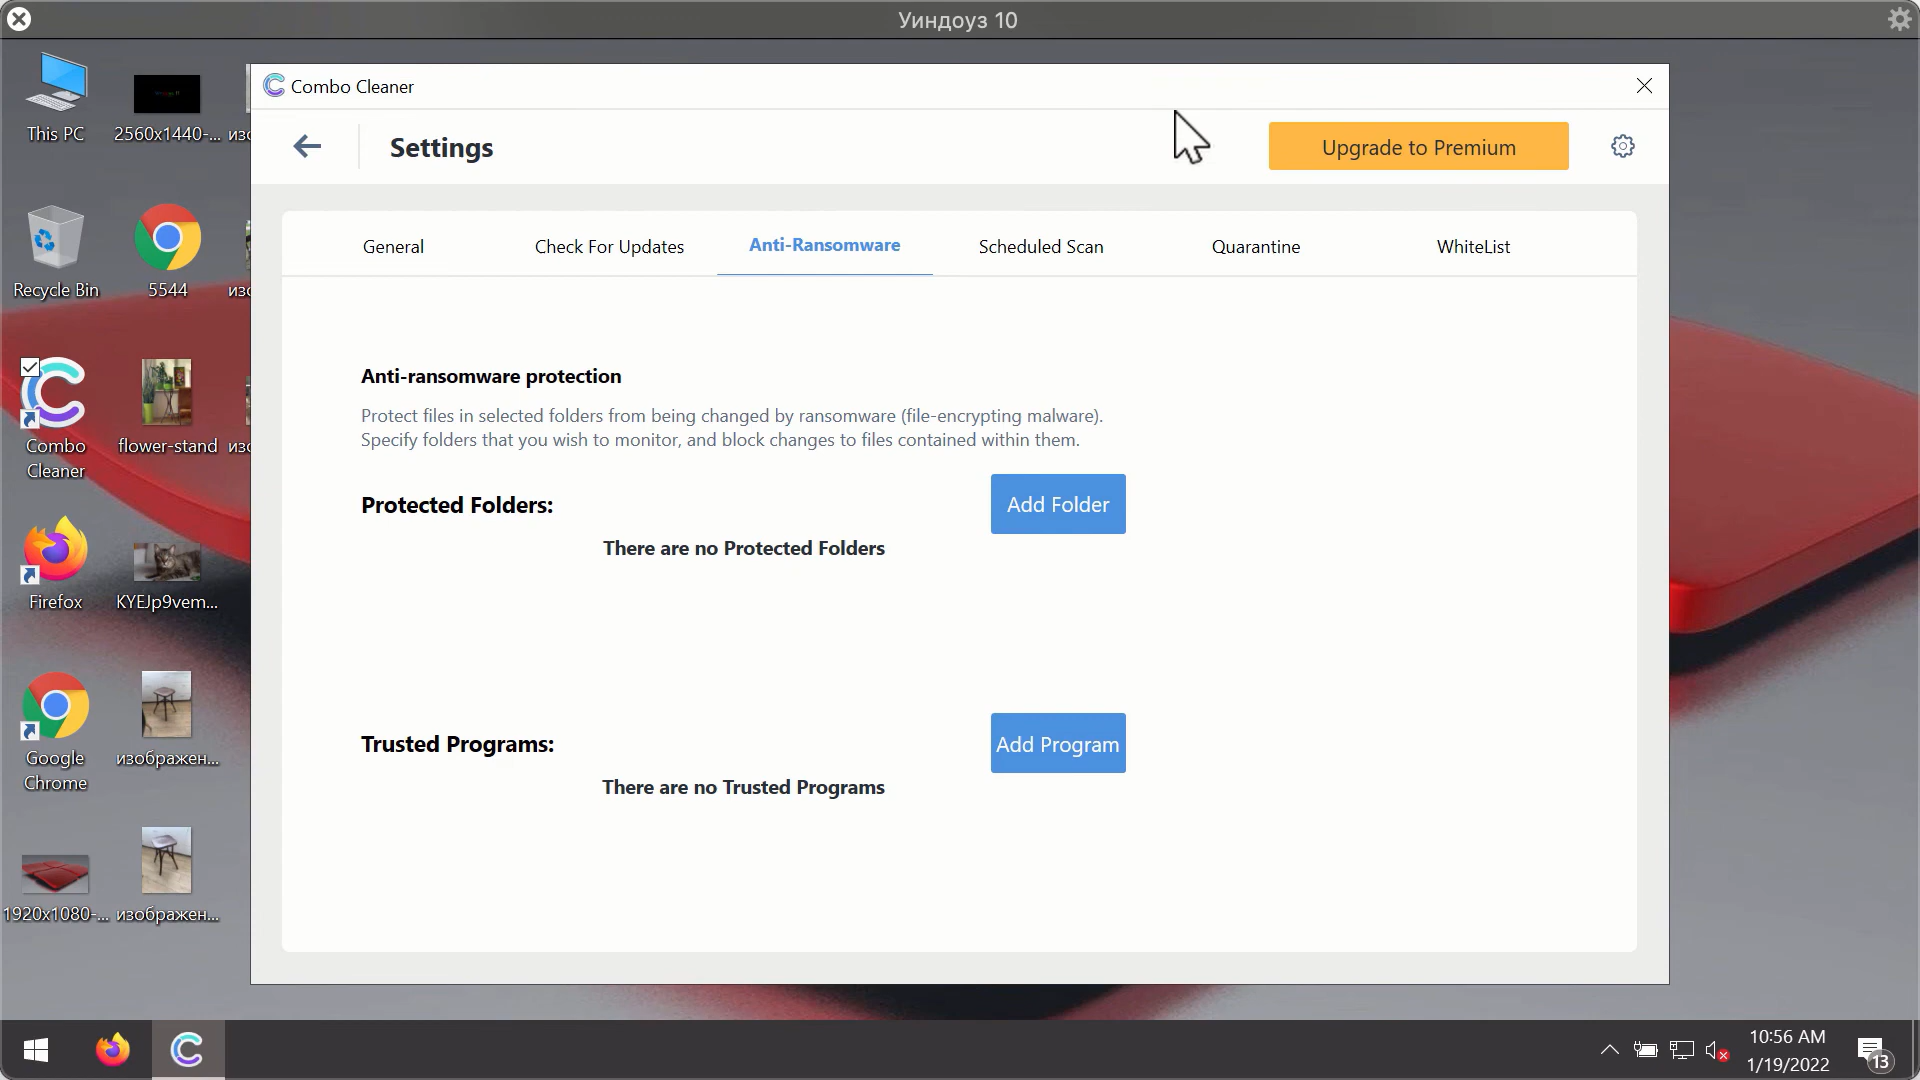 Уиндоуз 10
Combo Cleaner
Settings
Upgrade to Premium
General
Check For Updates
Anti-Ransomware
Scheduled Scan
Quarantine
WhiteList
Anti-ransomware protection
Protect files in selected folders from being changed by ransomware (file-encrypting malware).
Specify folders that you wish to monitor, and block changes to files contained within them.
Protected Folders:
Add Folder
There are no Protected Folders
Trusted Programs:
Add Program
There are no Trusted Programs
This PC
2560x1440-...
изо
Recycle Bin
5544
изо
Combo
Cleaner
flower-stand
изо
Firefox
KYEJp9vem...
Google
Chrome
изображен...
1920x1080-...
изображен...
10:56 AM
1/19/2022
13